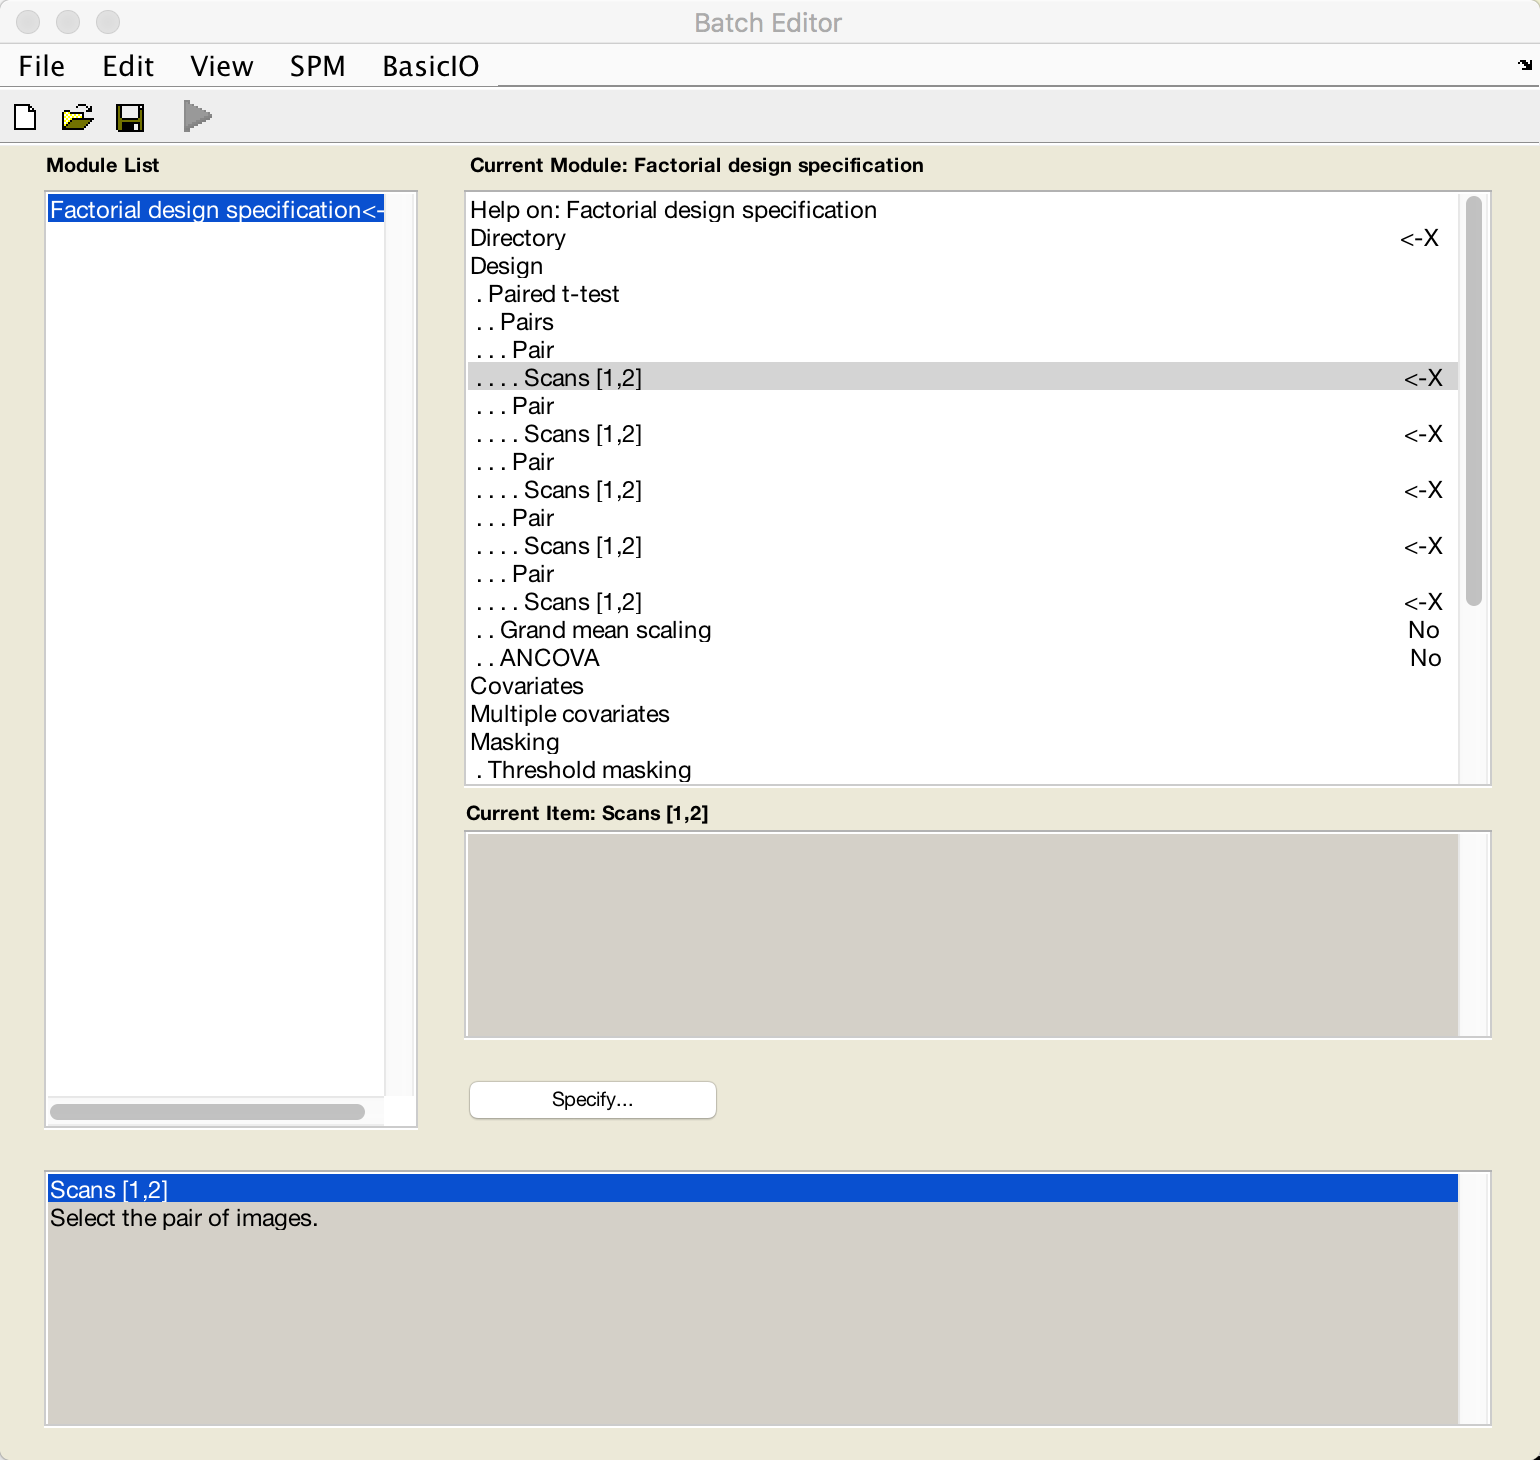 Batch Editor
File Edit View SPM BasicIO
Module List
Factorial design specification<-
Current Module: Factorial design specification
Help on: Factorial design specification
Directory <-X
Design
. Paired t-test
. . Pairs
. . . Pair
. . . . Scans [1,2] <-X
. . . Pair
. . . . Scans [1,2] <-X
. . . Pair
. . . . Scans [1,2] <-X
. . . Pair
. . . . Scans [1,2] <-X
. . . Pair
. . . . Scans [1,2] <-X
. . Grand mean scaling No
. . ANCOVA No
Covariates
Multiple covariates
Masking
. Threshold masking
Current Item: Scans [1,2]
Specify...
Scans [1,2]
Select the pair of images.